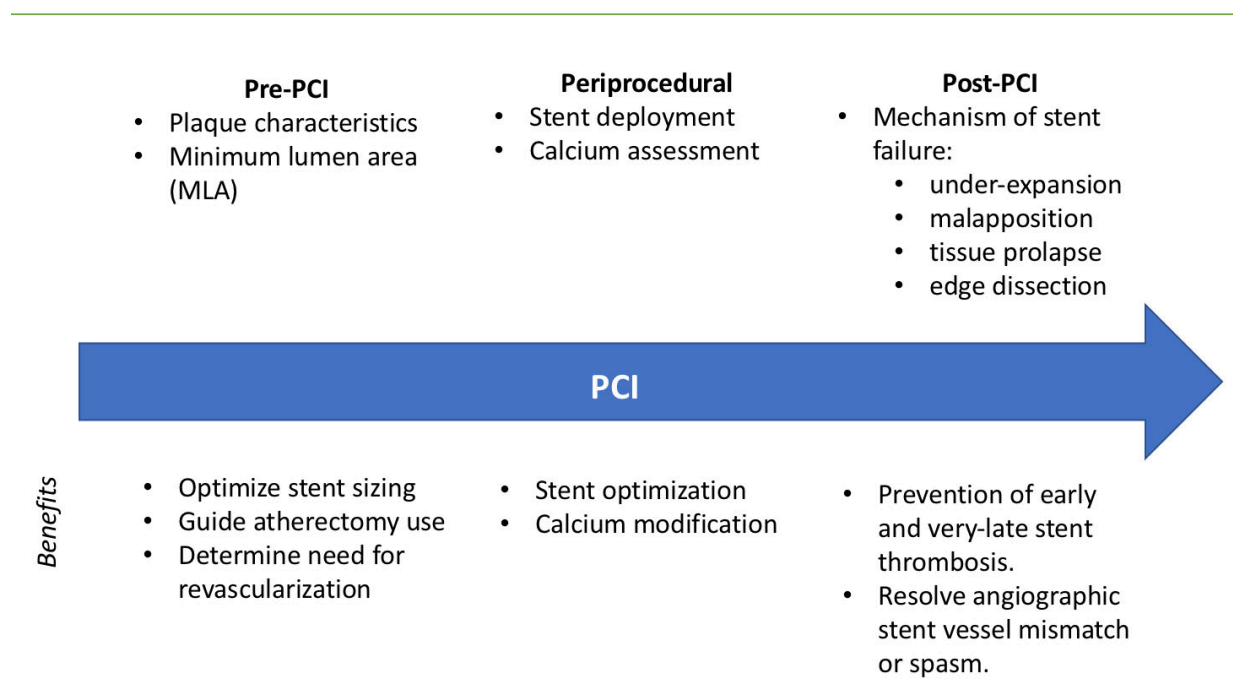 Pre-PCI
• Plaque characteristics
• Minimum lumen area
(MLA)
Periprocedural
• Stent deployment
• Calcium assessment
Post-PCI
• Mechanism of stent
failure:
• under-expansion
• malapposition
• tissue prolapse
• edge dissection
PCI
Benefits
• Optimize stent sizing
• Guide atherectomy use
• Determine need for
revascularization
• Stent optimization
• Calcium modification
• Prevention of early
and very-late stent
thrombosis.
• Resolve angiographic
stent vessel mismatch
or spasm.